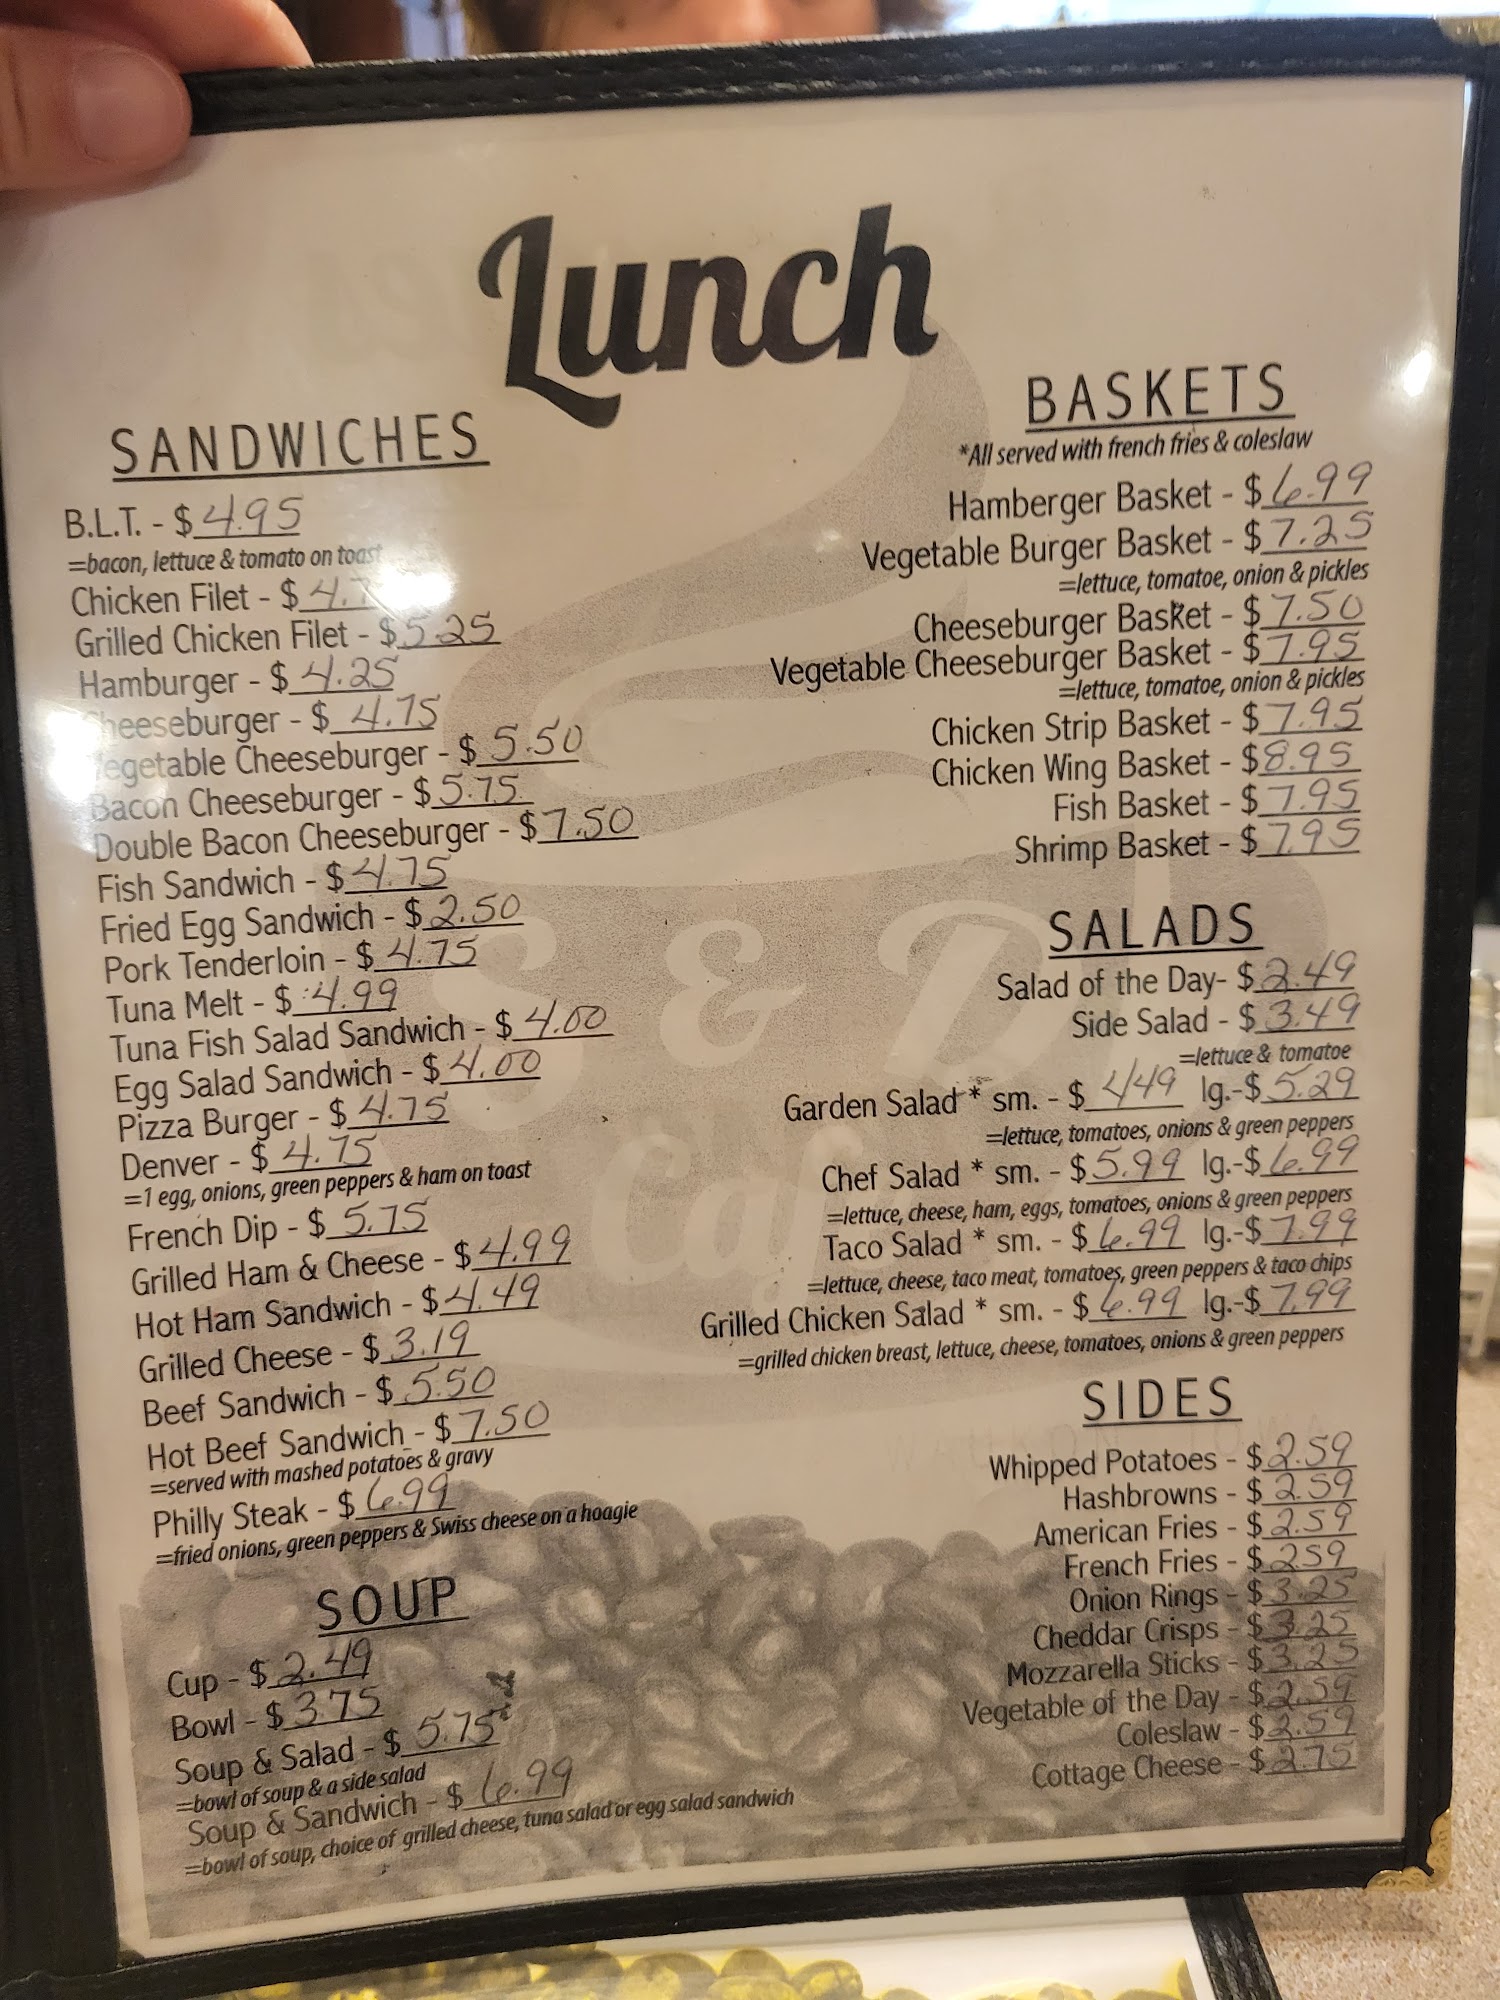 Lunch
SANDWICHES
B.L.T. - $ 4.95
=bacon, lettuce & tomato on toast
Chicken Filet - $
Grilled Chicken Filet - $ 5.25
Hamburger - $ 4.25
Cheeseburger - $ 4.75
Vegetable Cheeseburger - $ 5.50
Bacon Cheeseburger - $ 5.75
Double Bacon Cheeseburger - $ 7.50
Fish Sandwich - $ 4.75
Fried Egg Sandwich - $ 2.50
Pork Tenderloin - $ 4.75
Tuna Melt - $ 4.99
Tuna Fish Salad Sandwich - $ 4.00
Egg Salad Sandwich - $ 4.00
Pizza Burger - $ 4.75
Denver - $ 4.75
=1 egg, onions, green peppers & ham on toast
French Dip - $ 5.75
Grilled Ham & Cheese - $ 4.99
Hot Ham Sandwich - $ 4.49
Grilled Cheese - $ 3.19
Beef Sandwich - $ 5.50
Hot Beef Sandwich - $ 7.50
=served with mashed potatoes & gravy
Philly Steak - $ 6.99
=fried onions, green peppers & Swiss cheese on a hoagie
SOUP
Cup - $ 2.49
Bowl - $ 3.75
Soup & Salad - $ 5.75
=bowl of soup & a side salad
Soup & Sandwich - $ 6.99
=bowl of soup, choice of grilled cheese, tuna salad or egg salad sandwich
BASKETS
*All served with french fries & coleslaw
Hamberger Basket - $ 6.99
Vegetable Burger Basket - $ 7.25
=lettuce, tomatoe, onion & pickles
Cheeseburger Basket - $ 7.50
Vegetable Cheeseburger Basket - $ 7.95
=lettuce, tomatoe, onion & pickles
Chicken Strip Basket - $ 7.95
Chicken Wing Basket - $ 8.95
Fish Basket - $ 7.95
Shrimp Basket - $ 7.95
SALADS
Salad of the Day- $ 2.49
Side Salad - $ 3.49
=lettuce & tomatoe
Garden Salad * sm. - $ 4.49 lg.-$ 5.29
=lettuce, tomatoes, onions & green peppers
Chef Salad * sm. - $ 5.99 lg.-$ 6.99
=lettuce, cheese, ham, eggs, tomatoes, onions & green peppers
Taco Salad * sm. - $ 6.99 lg.-$ 7.99
=lettuce, cheese, taco meat, tomatoes, green peppers & taco chips
Grilled Chicken Salad * sm. - $ 6.99 lg.-$ 7.99
=grilled chicken breast, lettuce, cheese, tomatoes, onions & green peppers
SIDES
Whipped Potatoes - $ 2.59
Hashbrowns - $ 2.59
American Fries - $ 2.59
French Fries - $ 2.59
Onion Rings - $ 3.25
Cheddar Crisps - $ 3.25
Mozzarella Sticks - $ 3.25
Vegetable of the Day - $ 2.59
Coleslaw - $ 2.59
Cottage Cheese - $ 2.75
S & D
Cafe